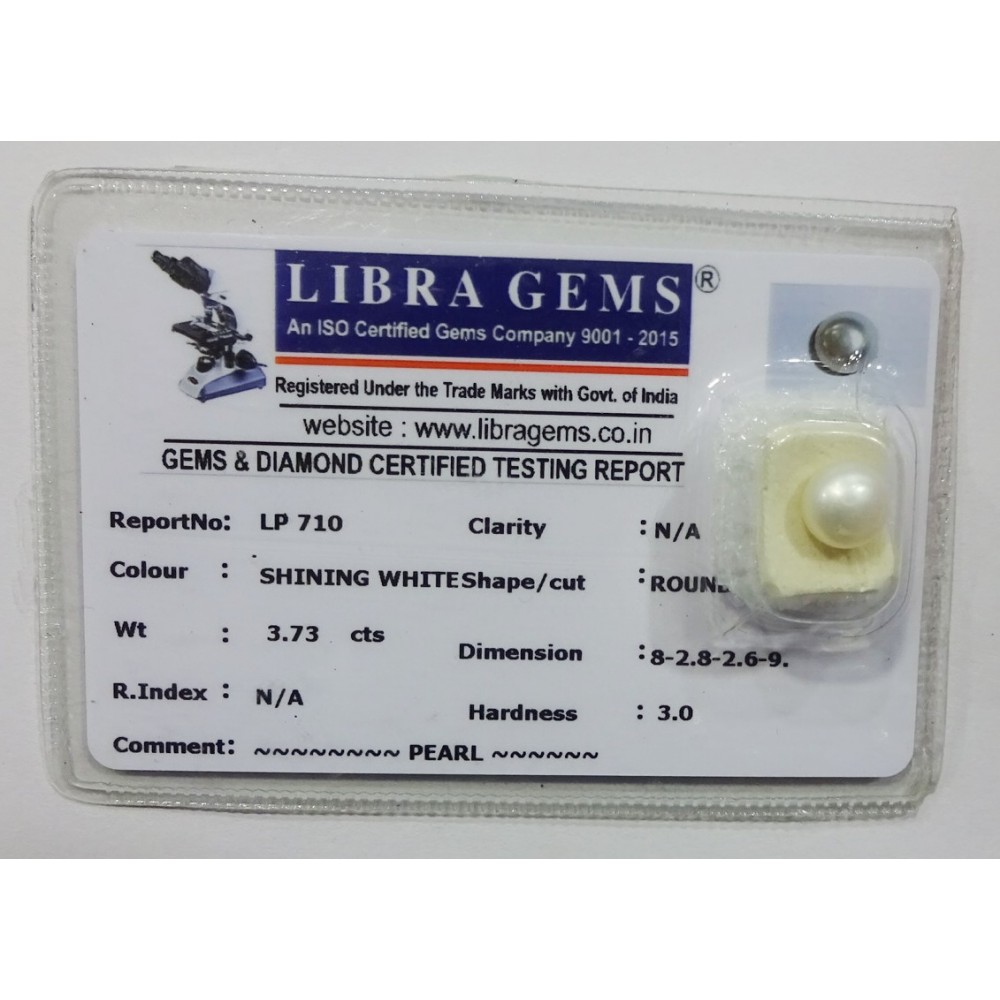 LIBRA GEMS ®
An ISO Certified Gems Company 9001 - 2015
Registered Under the Trade Marks with Govt. of India
website : www.libragems.co.in
GEMS & DIAMOND CERTIFIED TESTING REPORT
ReportNo: LP 710 Clarity : N/A
Colour : SHINING WHITE Shape/cut :
Wt : 3.73 cts Dimension : 8-2.8-2.6-9.
R.Index : N/A Hardness : 3.0
Comment: ~~~~~~~~ PEARL ~~~~~~